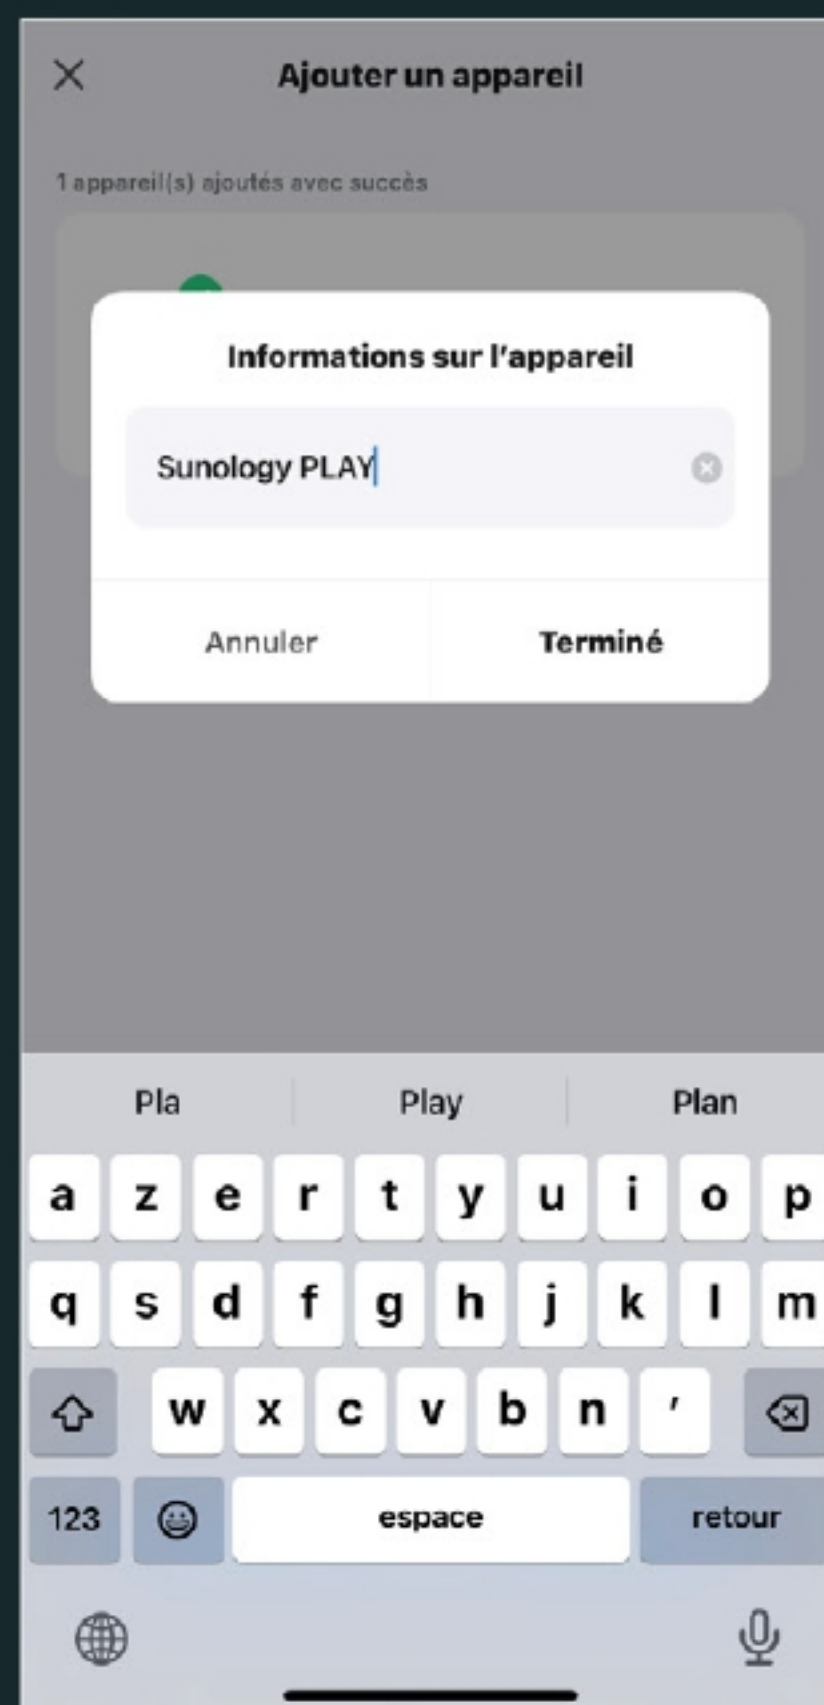 Ajouter un appareil
1 appareil(s) ajoutés avec succès
Informations sur l'appareil
Sunology PLAY
Annuler Terminé
Pla Play Plan
a z e r t y u i o p
q s d f g h j k l m
w x c v b n '
123 espace retour